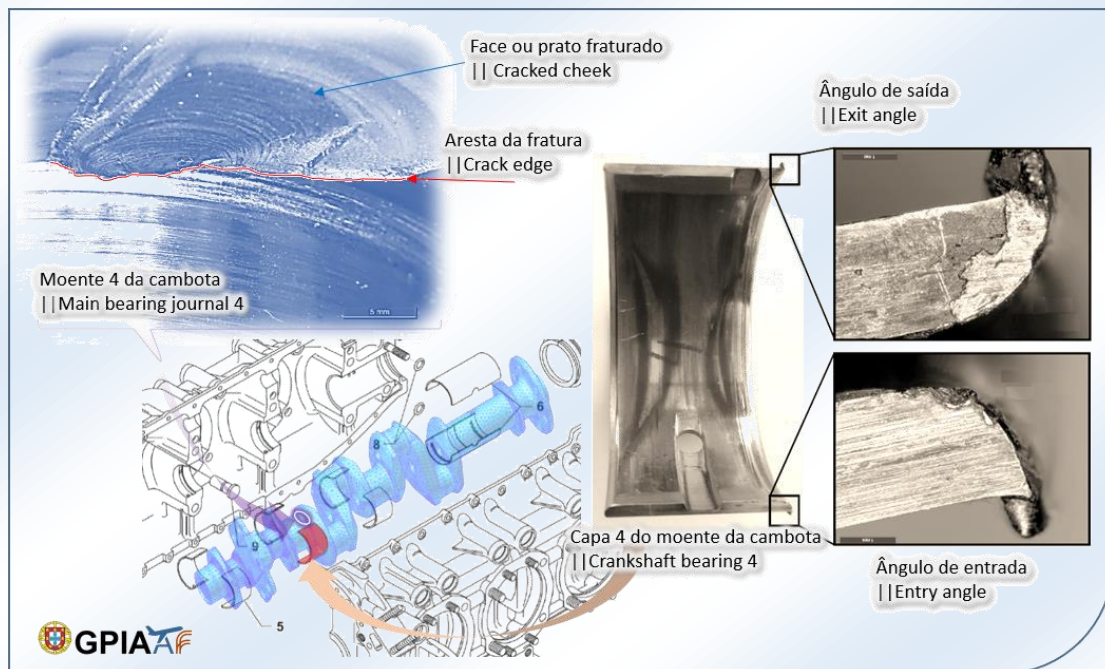 Face ou prato fraturado
|| Cracked cheek
Aresta da fratura
||Crack edge
Ângulo de saída
||Exit angle
Moente 4 da cambota
||Main bearing journal 4
5 mm
6
8
9
5
Capa 4 do moente da cambota
||Crankshaft bearing 4
Ângulo de entrada
||Entry angle
GPIAAF